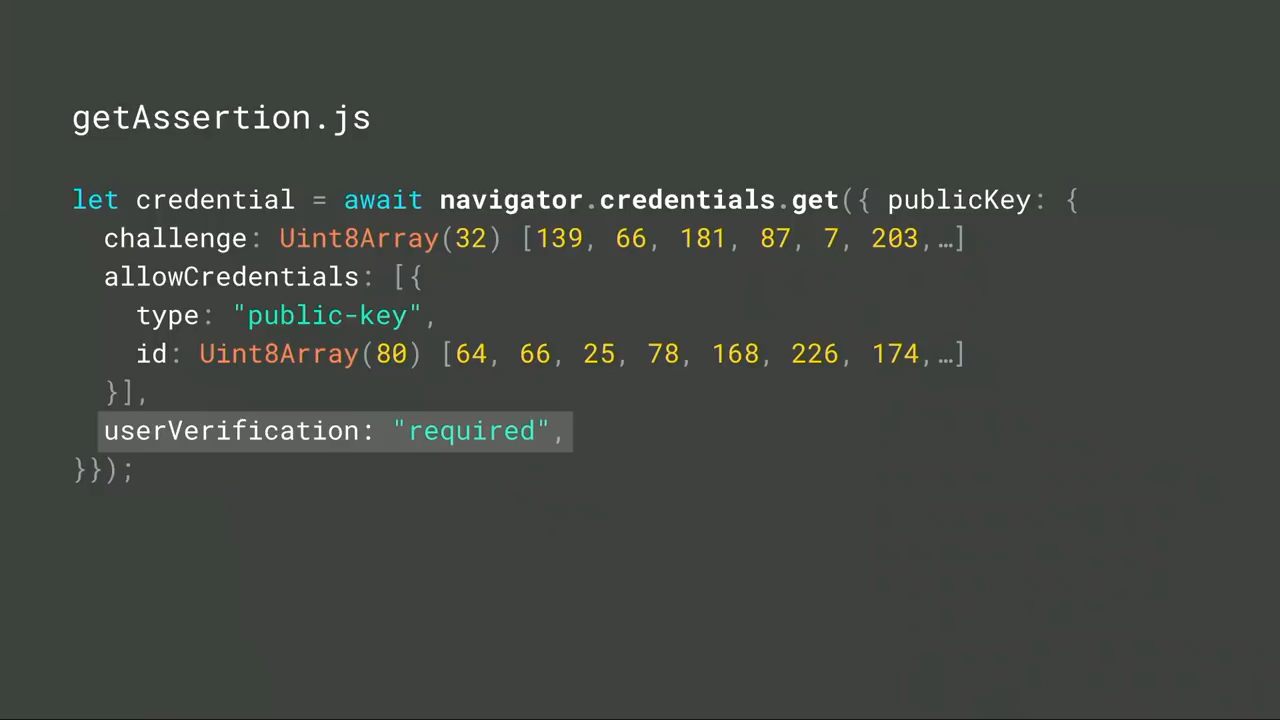 getAssertion.js
let credential = await navigator.credentials.get({ publicKey: {
challenge: Uint8Array(32) [139, 66, 181, 87, 7, 203,…]
allowCredentials: [{
type: "public-key",
id: Uint8Array(80) [64, 66, 25, 78, 168, 226, 174,…]
}],
userVerification: "required",
}});